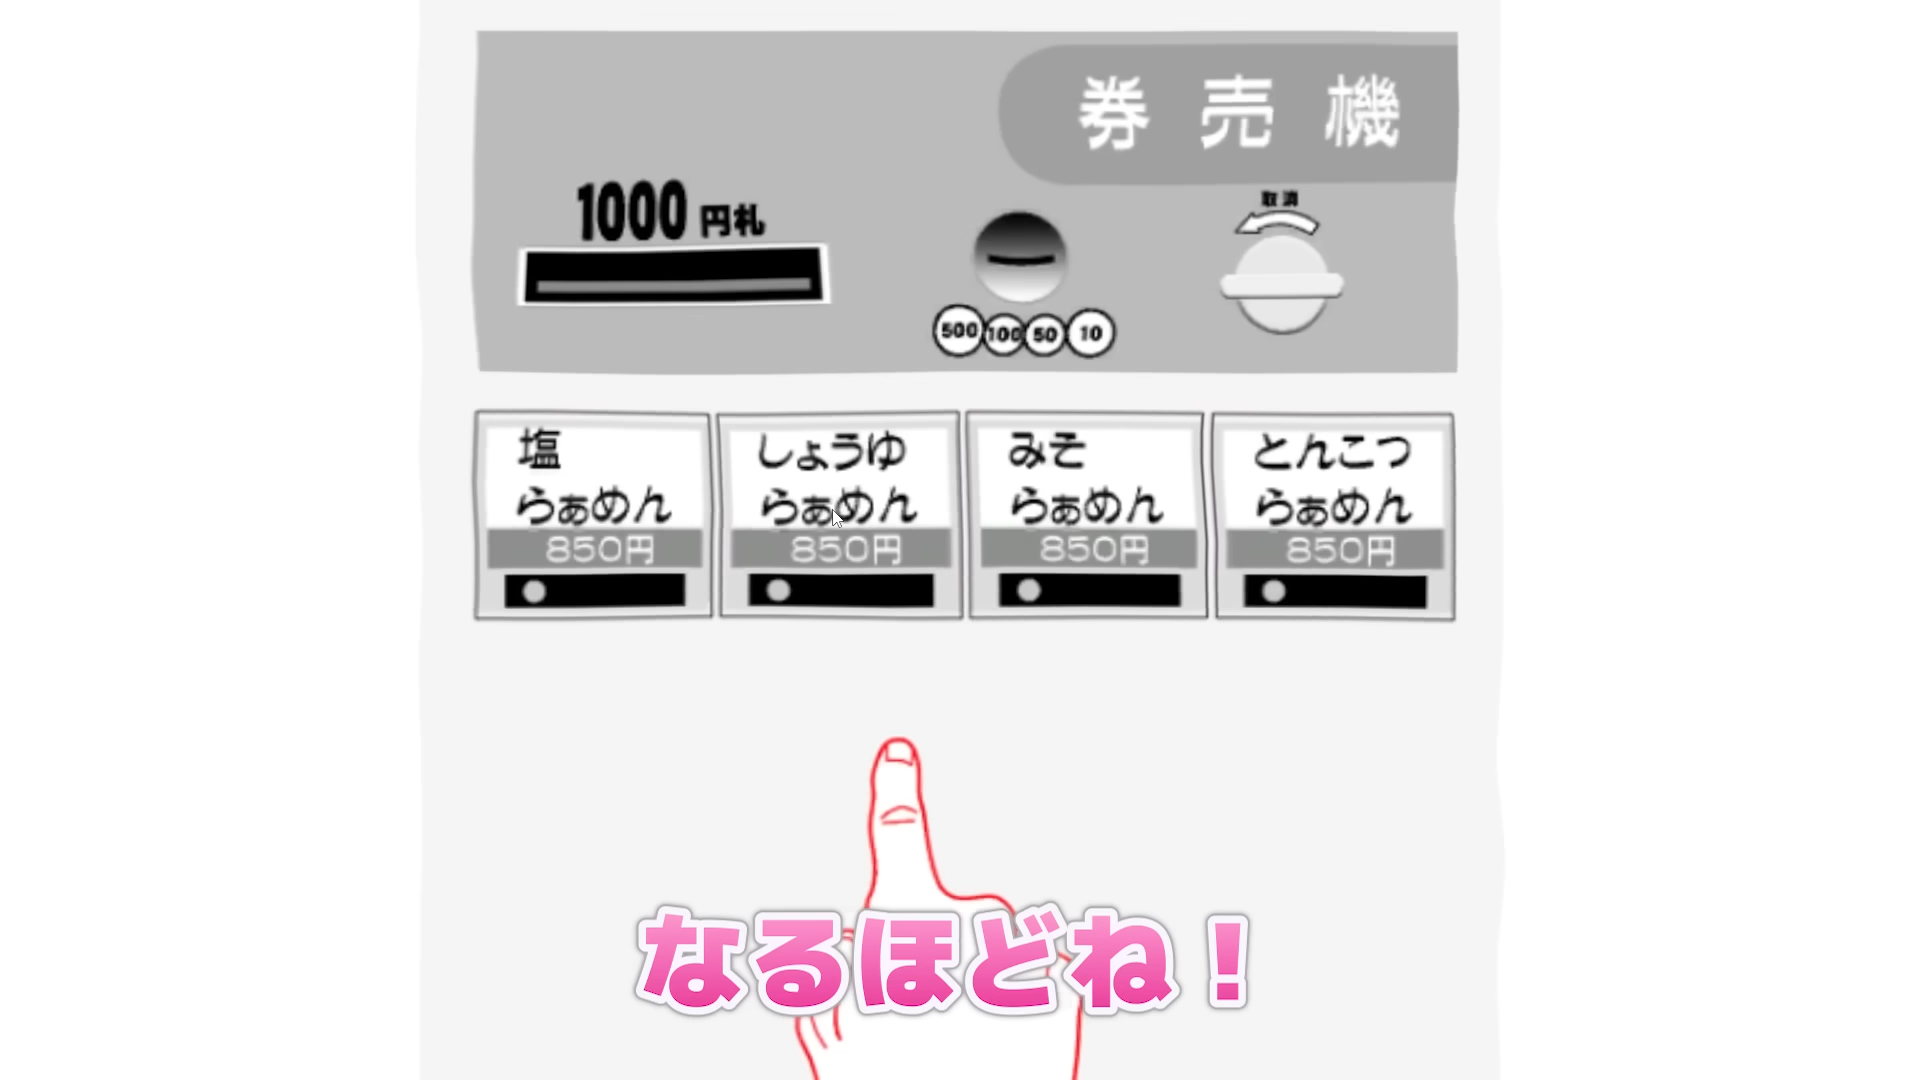 券売機
1000円札
取消
500 100 50 10
塩
らぁめん
850円
しょうゆ
らぁめん
850円
みそ
らぁめん
850円
とんこつ
らぁめん
850円
なるほどね！